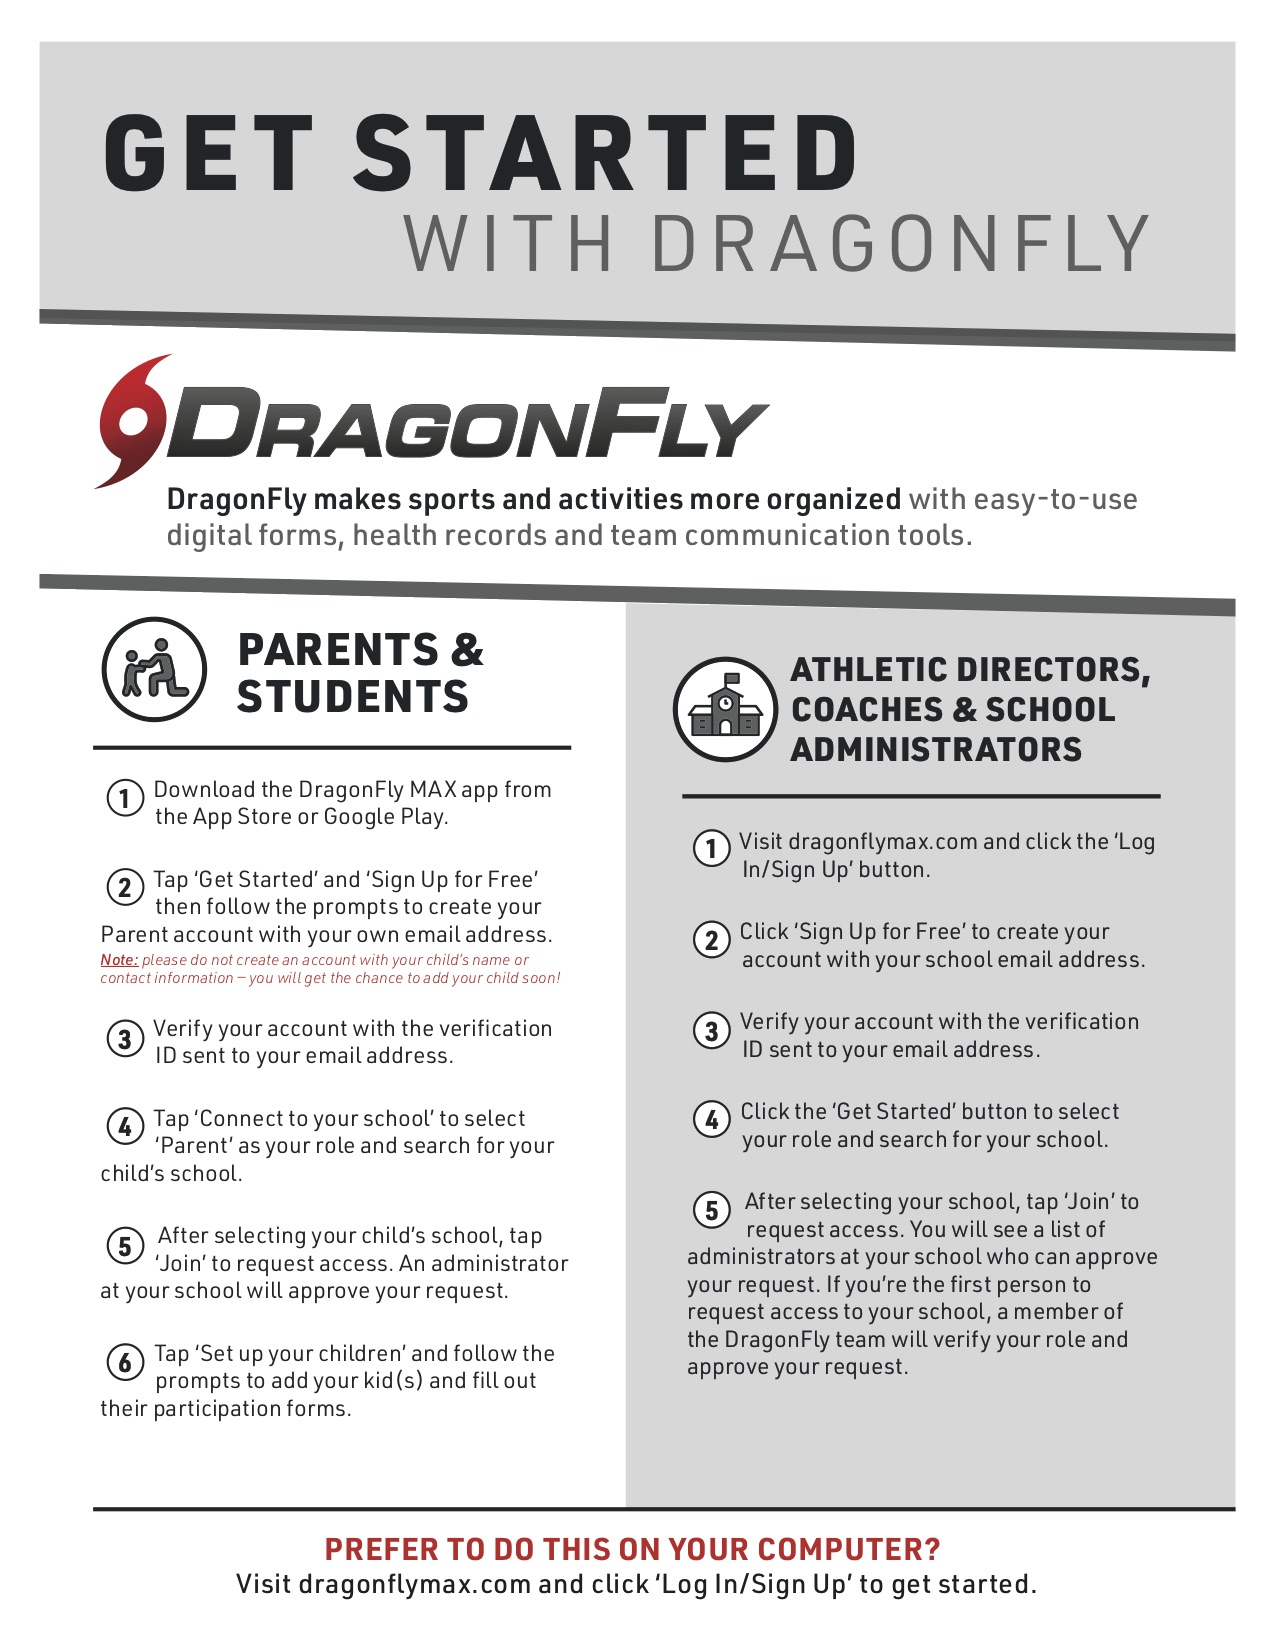 GET STARTED
WITH DRAGONFLY
DRAGONFLY
DragonFly makes sports and activities more organized with easy-to-use
digital forms, health records and team communication tools.
PARENTS &
STUDENTS
1 Download the DragonFly MAX app from
the App Store or Google Play.
2 Tap ‘Get Started’ and ‘Sign Up for Free’
then follow the prompts to create your
Parent account with your own email address.
Note: please do not create an account with your child’s name or
contact information – you will get the chance to add your child soon!
3 Verify your account with the verification
ID sent to your email address.
4 Tap ‘Connect to your school’ to select
‘Parent’ as your role and search for your
child’s school.
5 After selecting your child’s school, tap
‘Join’ to request access. An administrator
at your school will approve your request.
6 Tap ‘Set up your children’ and follow the
prompts to add your kid(s) and fill out
their participation forms.
ATHLETIC DIRECTORS,
COACHES & SCHOOL
ADMINISTRATORS
1 Visit dragonflymax.com and click the ‘Log
In/Sign Up’ button.
2 Click ‘Sign Up for Free’ to create your
account with your school email address.
3 Verify your account with the verification
ID sent to your email address.
4 Click the ‘Get Started’ button to select
your role and search for your school.
5 After selecting your school, tap ‘Join’ to
request access. You will see a list of
administrators at your school who can approve
your request. If you’re the first person to
request access to your school, a member of
the DragonFly team will verify your role and
approve your request.
PREFER TO DO THIS ON YOUR COMPUTER?
Visit dragonflymax.com and click ‘Log In/Sign Up’ to get started.